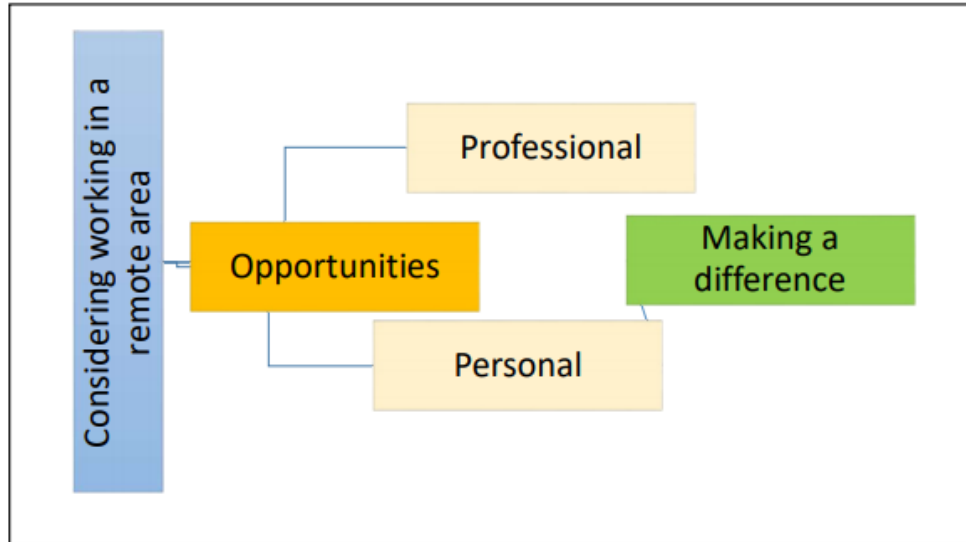 Considering working in a
remote area
Professional
Opportunities
Making a
difference
Personal